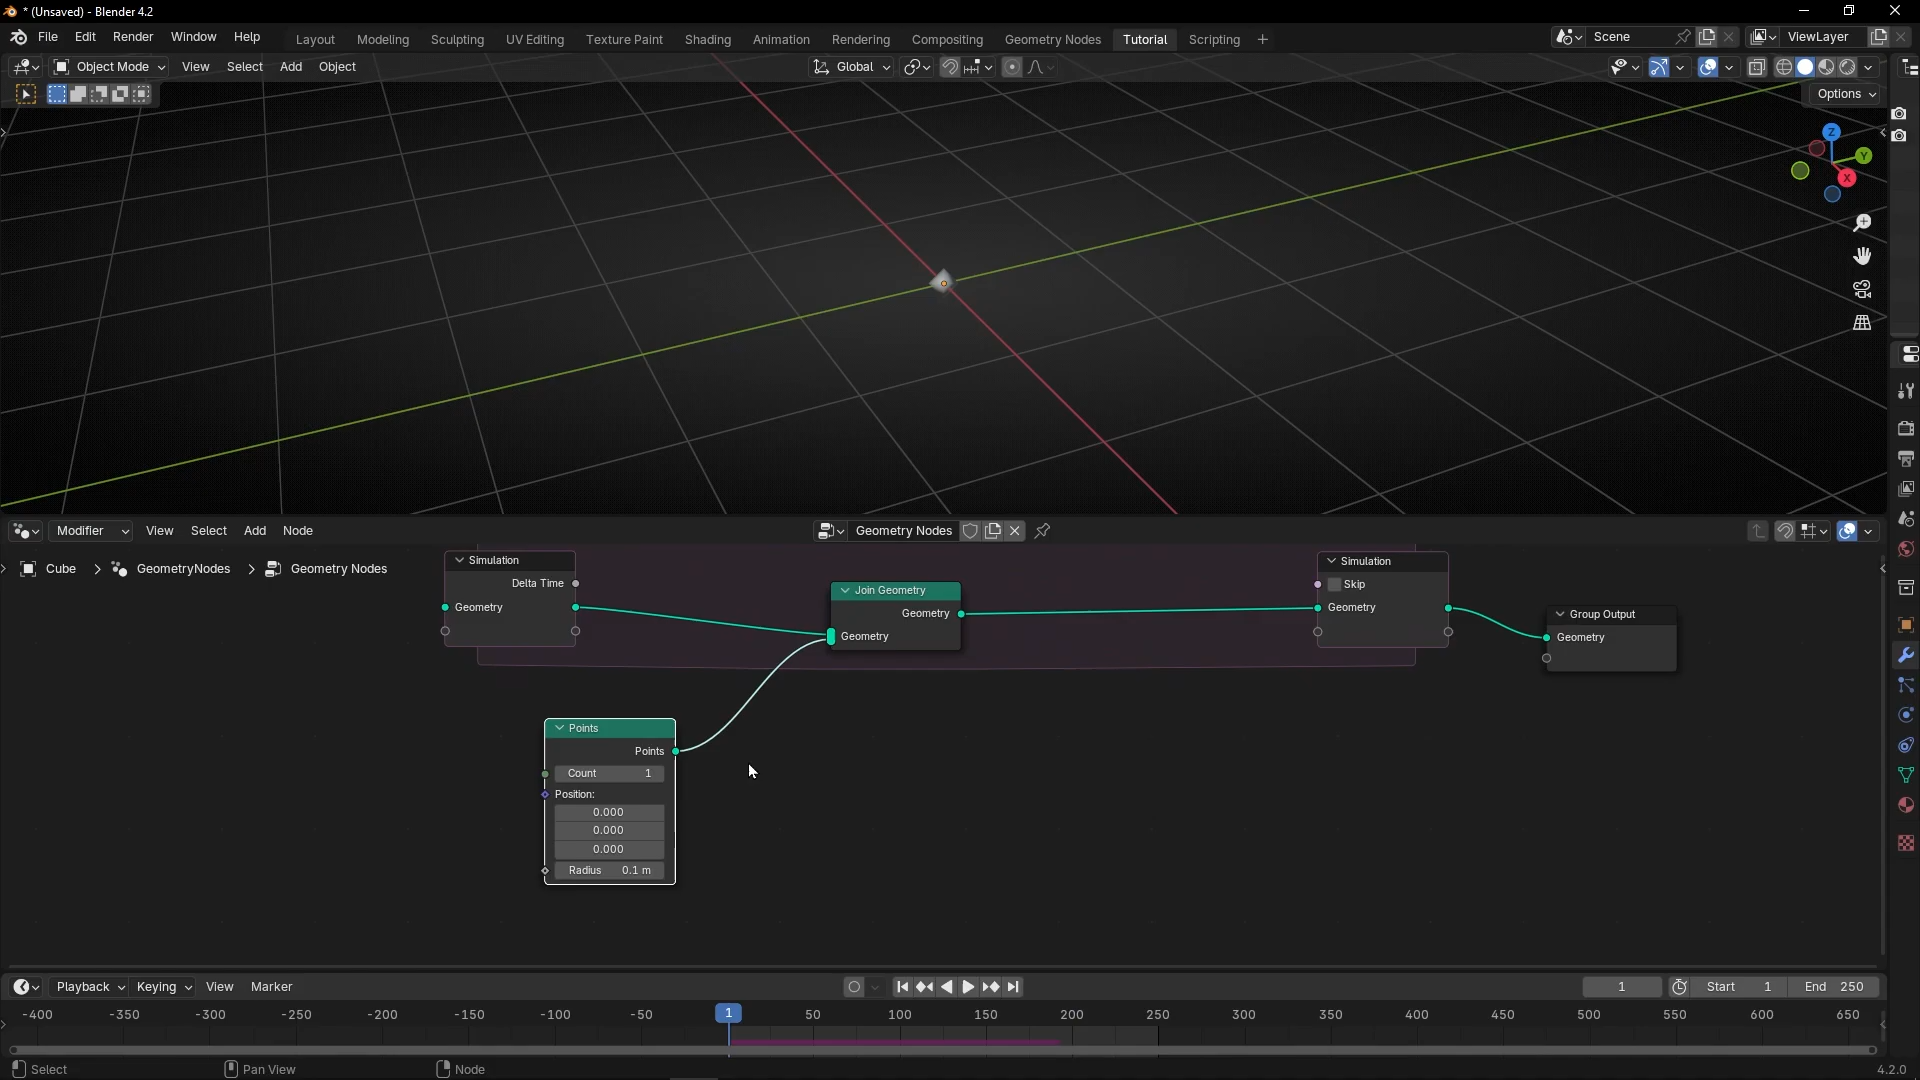 * (Unsaved) - Blender 4.2
File Edit Render Window Help
Layout Modeling Sculpting UV Editing Texture Paint Shading Animation Rendering Compositing Geometry Nodes Tutorial Scripting +
Scene
ViewLayer
Object Mode View Select Add Object
Global
Options
Z
Y
X
Modifier View Select Add Node
Geometry Nodes
Cube > GeometryNodes > Geometry Nodes
Simulation
Delta Time
Geometry
Join Geometry
Geometry
Geometry
Simulation
Skip
Geometry
Group Output
Geometry
Points
Points
Count 1
Position:
0.000
0.000
0.000
Radius 0.1 m
Playback Keying View Marker
1
Start 1
End 250
-400 -350 -300 -250 -200 -150 -100 -50 1 50 100 150 200 250 300 350 400 450 500 550 600 650
Select
Pan View
Node
4.2.0